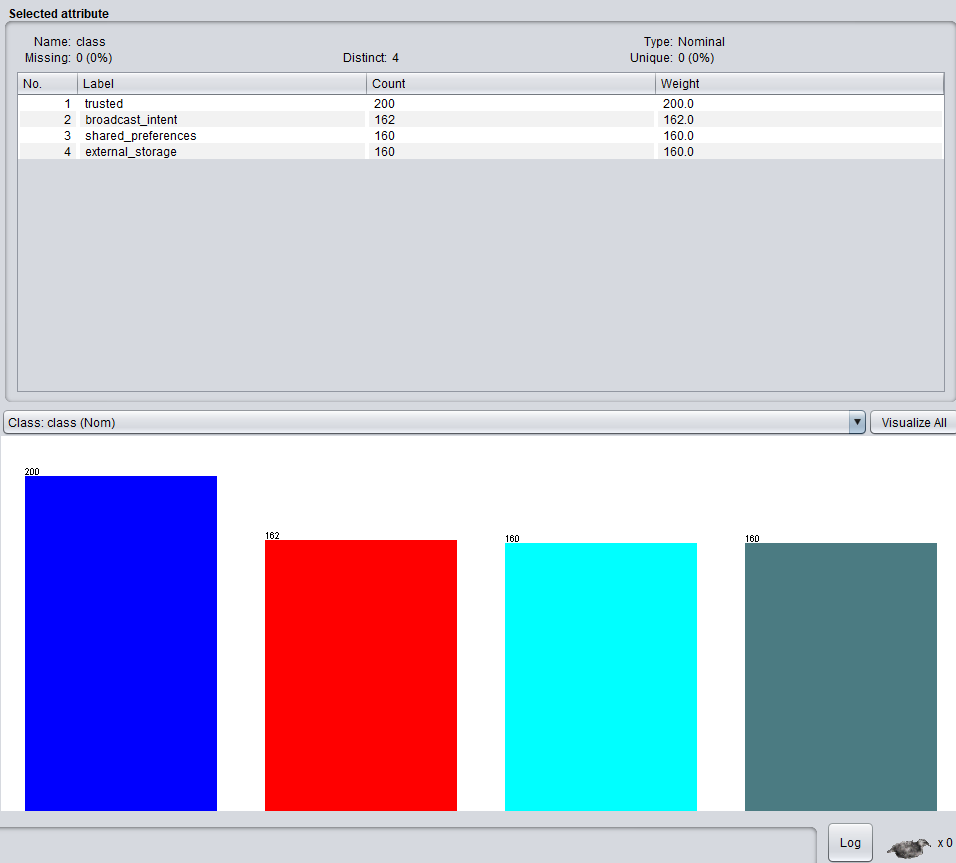 Selected attribute
Name: class Type: Nominal
Missing: 0 (0%) Distinct: 4 Unique: 0 (0%)
No. Label Count Weight
1 trusted 200 200.0
2 broadcast_intent 162 162.0
3 shared_preferences 160 160.0
4 external_storage 160 160.0
Class: class (Nom) Visualize All
200
162
160
160
Log x 0